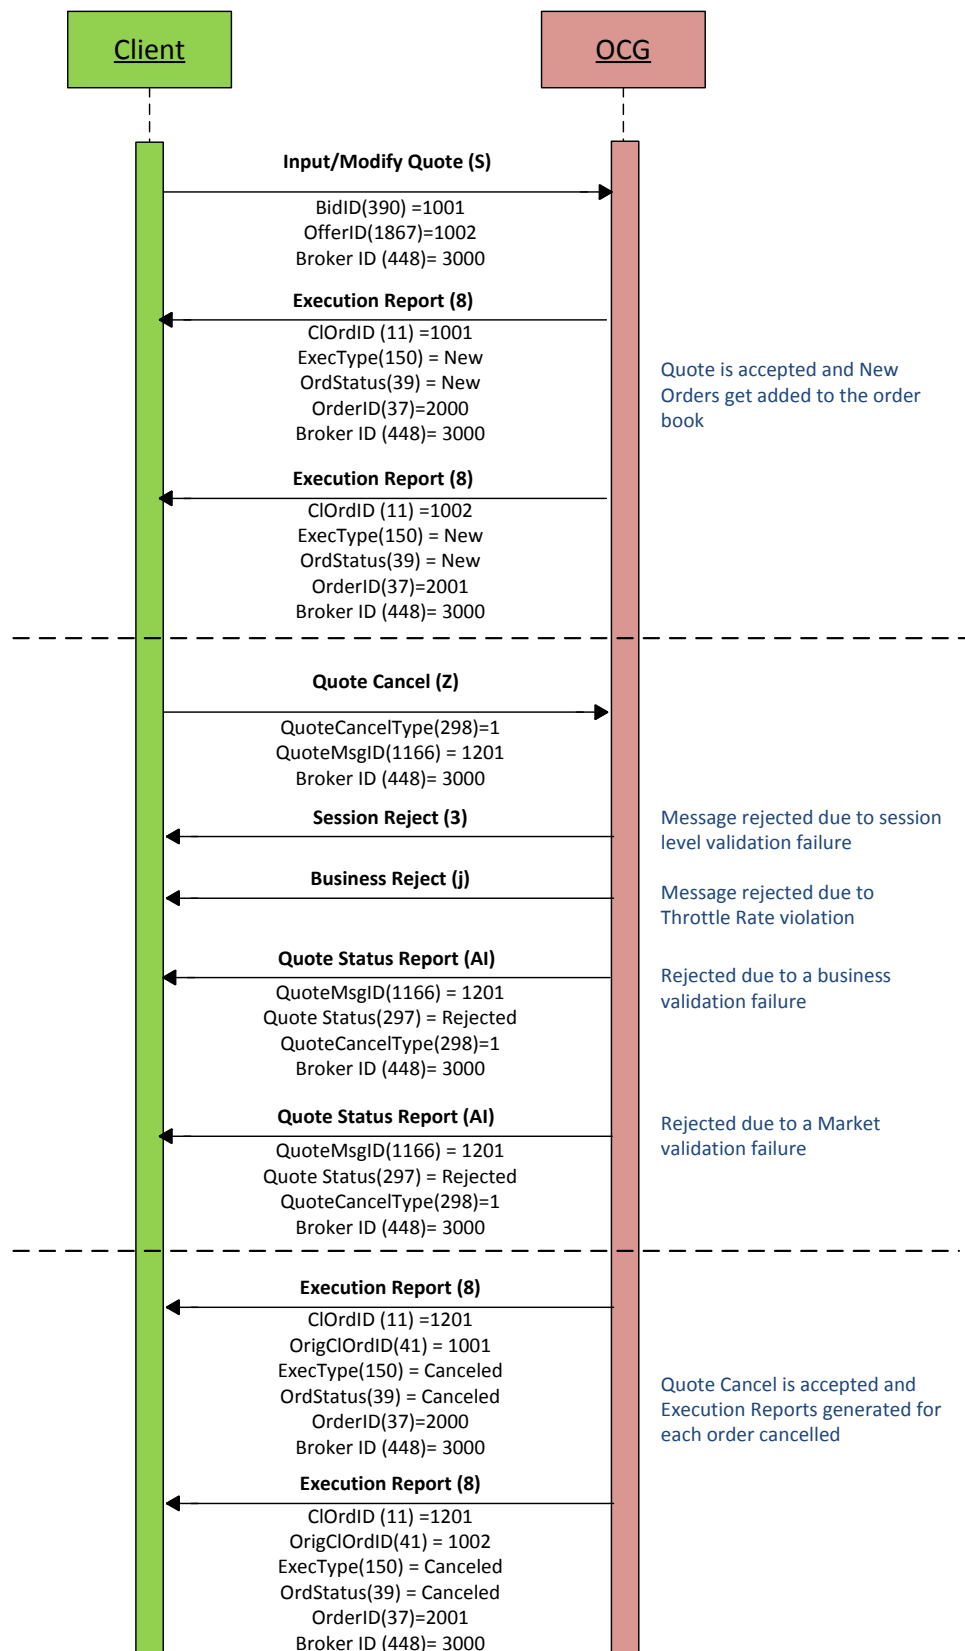 Client
OCG
Input/Modify Quote (S)
BidID(390) =1001
OfferID(1867)=1002
Broker ID (448)= 3000
Execution Report (8)
ClOrdID (11) =1001
ExecType(150) = New
OrdStatus(39) = New
OrderID(37)=2000
Broker ID (448)= 3000
Quote is accepted and New
Orders get added to the order
book
Execution Report (8)
ClOrdID (11) =1002
ExecType(150) = New
OrdStatus(39) = New
OrderID(37)=2001
Broker ID (448)= 3000
Quote Cancel (Z)
QuoteCancelType(298)=1
QuoteMsgID(1166) = 1201
Broker ID (448)= 3000
Session Reject (3)
Message rejected due to session
level validation failure
Business Reject (j)
Message rejected due to
Throttle Rate violation
Quote Status Report (AI)
QuoteMsgID(1166) = 1201
Quote Status(297) = Rejected
QuoteCancelType(298)=1
Broker ID (448)= 3000
Rejected due to a business
validation failure
Quote Status Report (AI)
QuoteMsgID(1166) = 1201
Quote Status(297) = Rejected
QuoteCancelType(298)=1
Broker ID (448)= 3000
Rejected due to a Market
validation failure
Execution Report (8)
ClOrdID (11) =1201
OrigClOrdID(41) = 1001
ExecType(150) = Canceled
OrdStatus(39) = Canceled
OrderID(37)=2000
Broker ID (448)= 3000
Quote Cancel is accepted and
Execution Reports generated for
each order cancelled
Execution Report (8)
ClOrdID (11) =1201
OrigClOrdID(41) = 1002
ExecType(150) = Canceled
OrdStatus(39) = Canceled
OrderID(37)=2001
Broker ID (448)= 3000